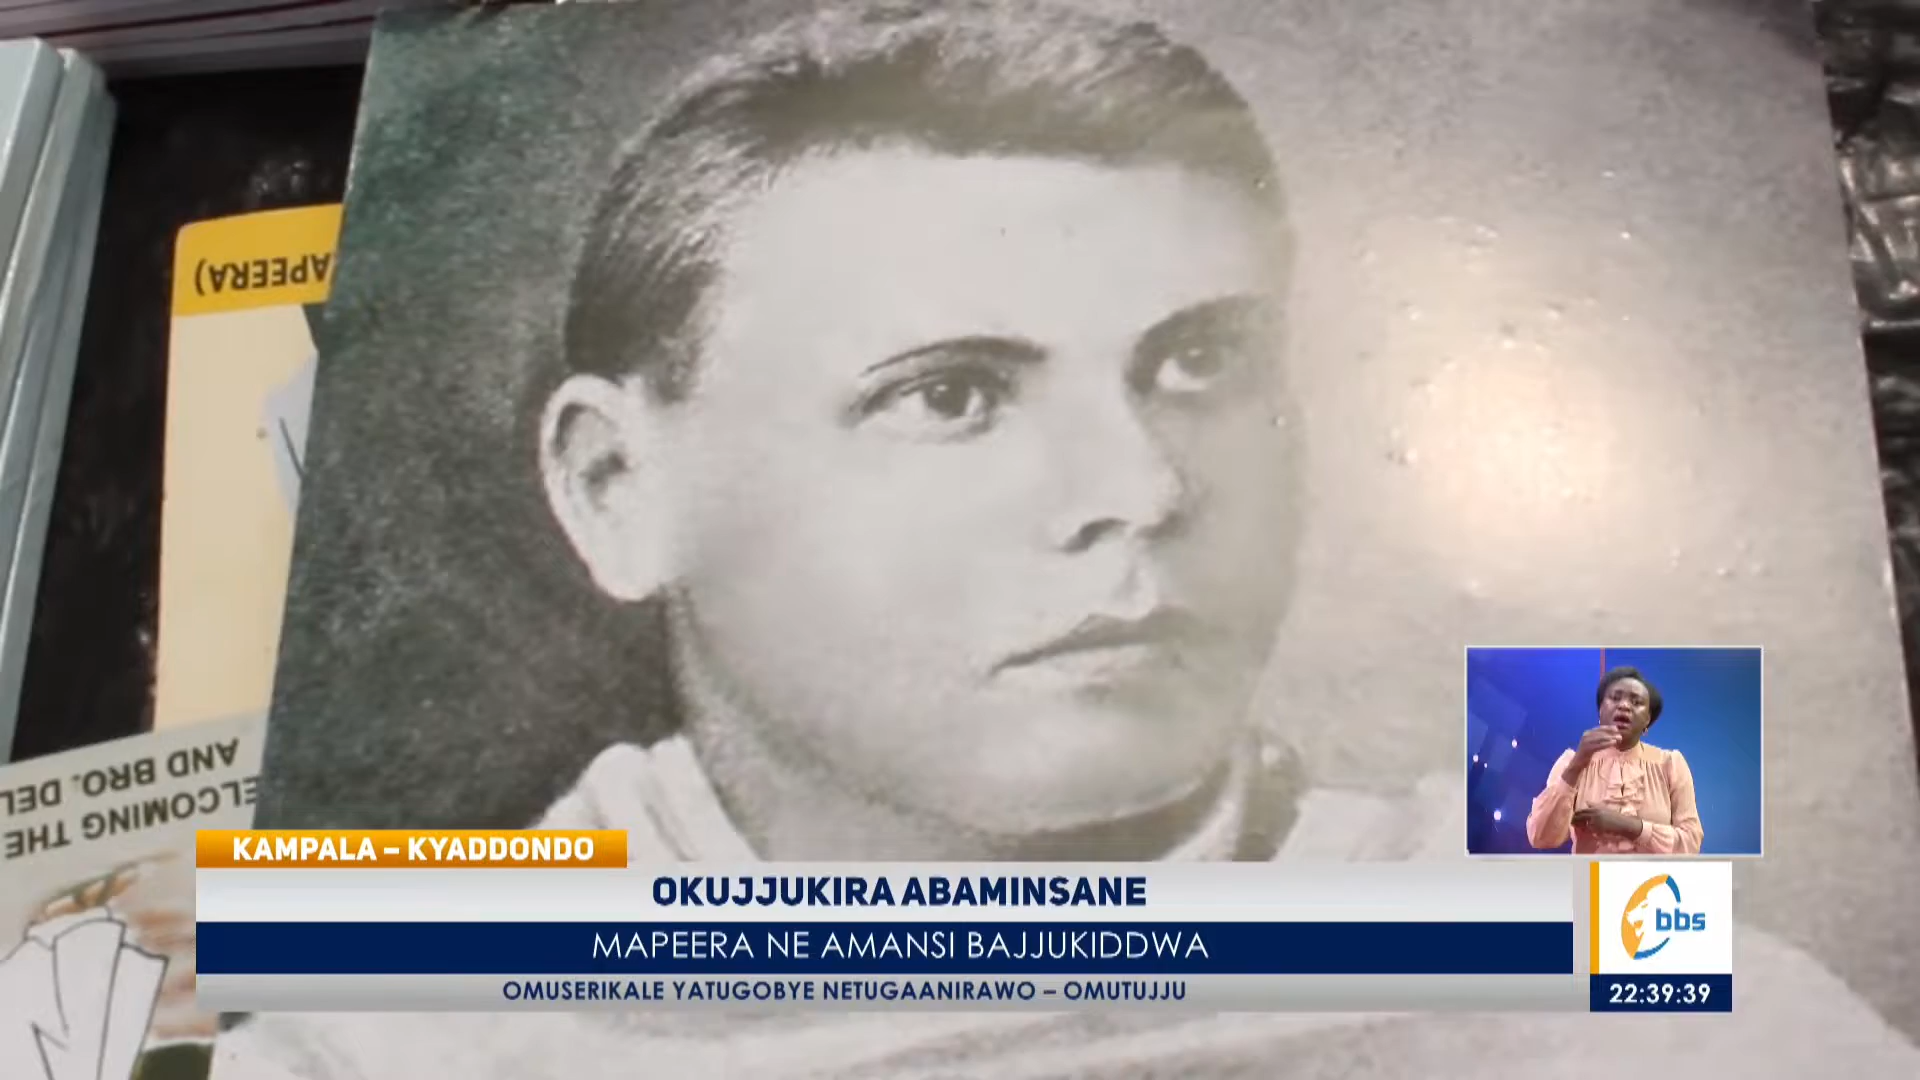 APEERA)
ELCOMING THE
AND BRO. DEL
KAMPALA – KYADDONDO
OKUJJUKIRA ABAMINSANE
MAPEERA NE AMANSI BAJJUKIDDWA
OMUSERIKALE YATUGOBYE NETUGAANIRAWO – OMUTUJJU
bbs
22:39:39